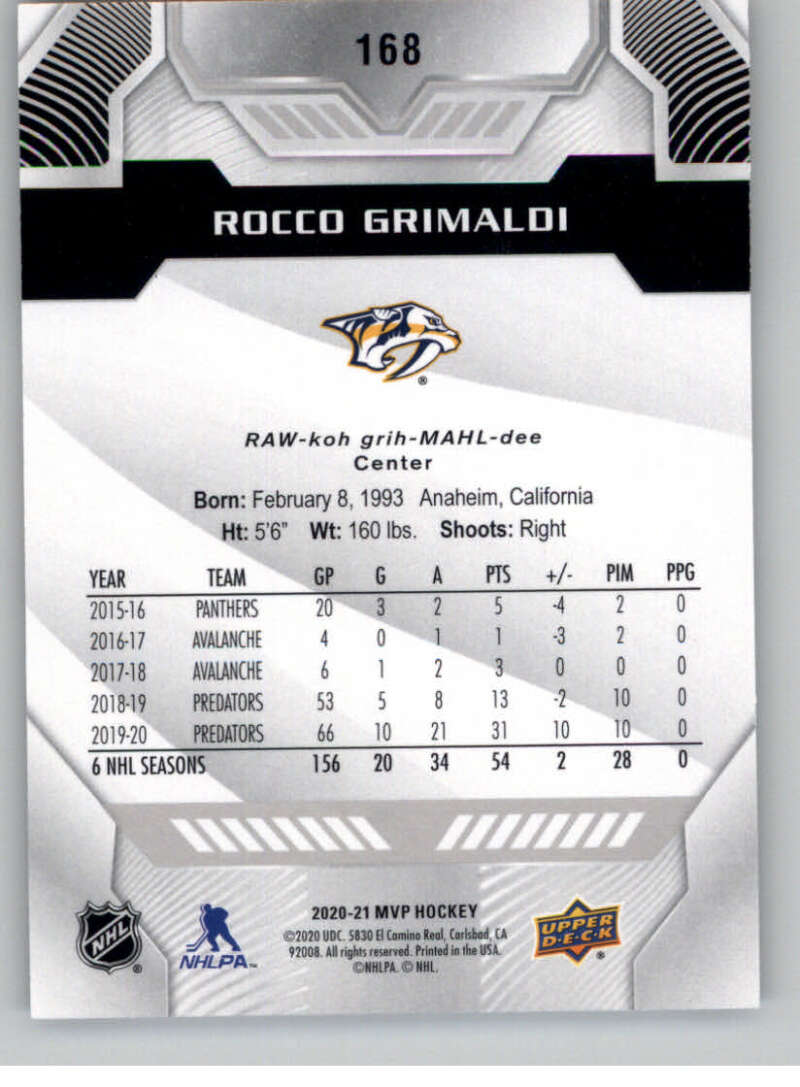 168
ROCCO GRIMALDI
®
RAW-koh grih-MAHL-dee
Center
Born: February 8, 1993 Anaheim, California
Ht: 5'6" Wt: 160 lbs. Shoots: Right
YEAR TEAM GP G A PTS +/- PIM PPG
2015-16 PANTHERS 20 3 2 5 -4 2 0
2016-17 AVALANCHE 4 0 1 1 -3 2 0
2017-18 AVALANCHE 6 1 2 3 0 0 0
2018-19 PREDATORS 53 5 8 13 -2 10 0
2019-20 PREDATORS 66 10 21 31 10 10 0
6 NHL SEASONS 156 20 34 54 2 28 0
NHL ®
NHLPA™
2020-21 MVP HOCKEY
©2020 UDC. 5830 El Camino Real, Carlsbad, CA
92008. All rights reserved. Printed in the USA.
©NHLPA. © NHL.
UPPER
D·E·C·K ®